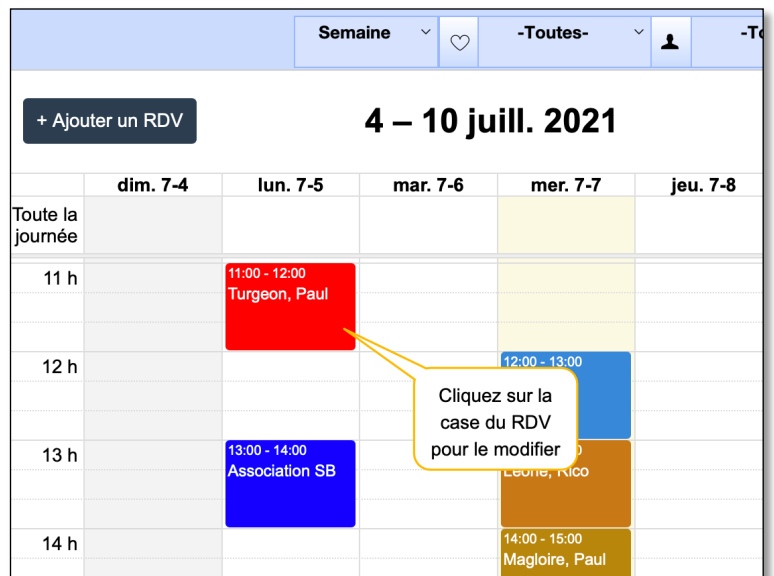 Semaine
-Toutes-
+ Ajouter un RDV
4 – 10 juill. 2021
dim. 7-4
lun. 7-5
mar. 7-6
mer. 7-7
jeu. 7-8
Toute la
journée
11 h
11:00 - 12:00
Turgeon, Paul
12 h
12:00 - 13:00
Cliquez sur la
case du RDV
pour le modifier
13 h
13:00 - 14:00
Association SB
Leone, Rico
14 h
14:00 - 15:00
Magloire, Paul